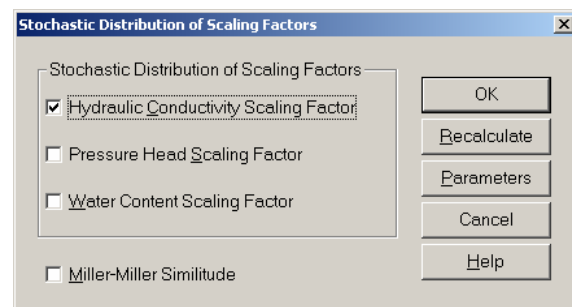 Stochastic Distribution of Scaling Factors
Stochastic Distribution of Scaling Factors
Hydraulic Conductivity Scaling Factor
Pressure Head Scaling Factor
Water Content Scaling Factor
Miller-Miller Similitude
OK
Recalculate
Parameters
Cancel
Help